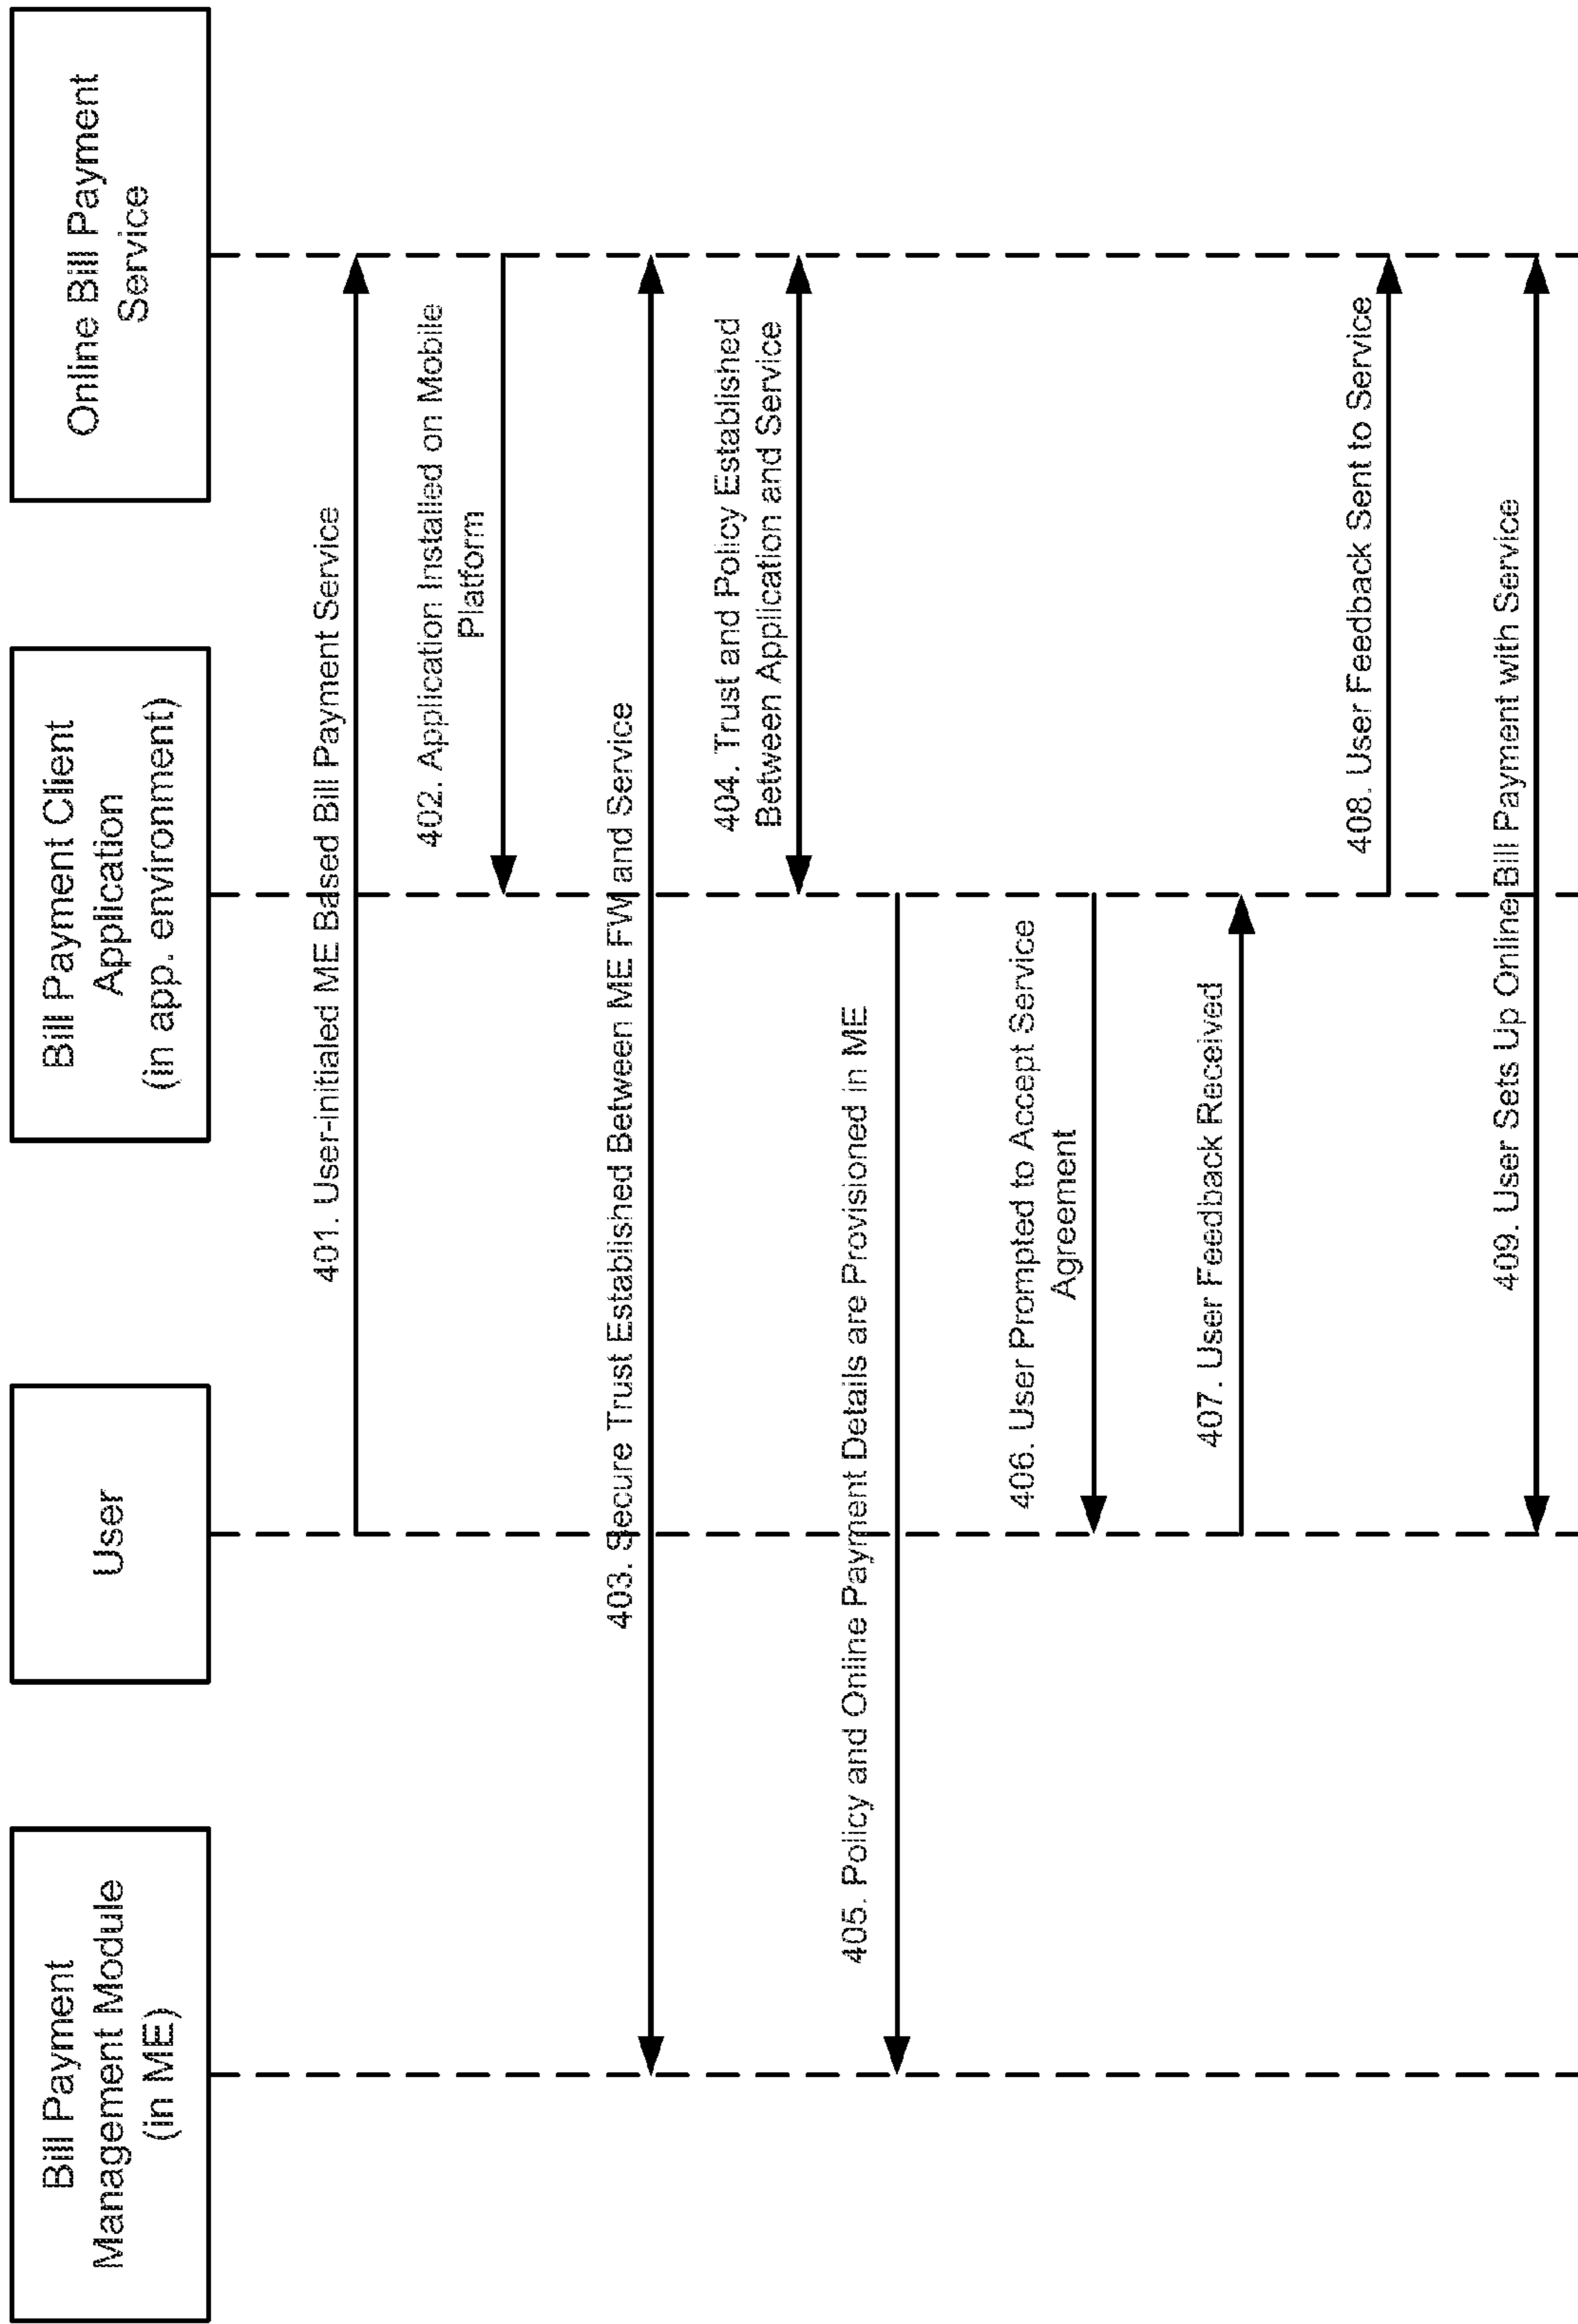 Bill Payment
Management Module
(in ME)
User
Bill Payment Client
Application
(in app. environment)
Online Bill Payment
Service
401. User-initialed ME Based Bill Payment Service
402. Application Installed on Mobile
Platform
403. Secure Trust Established Between ME FW and Service
404. Trust and Policy Established
Between Application and Service
405. Policy and Online Payment Details are Provisioned in ME
406. User Prompted to Accept Service
Agreement
407. User Feedback Received
408. User Feedback Sent to Service
409. User Sets Up Online Bill Payment with Service